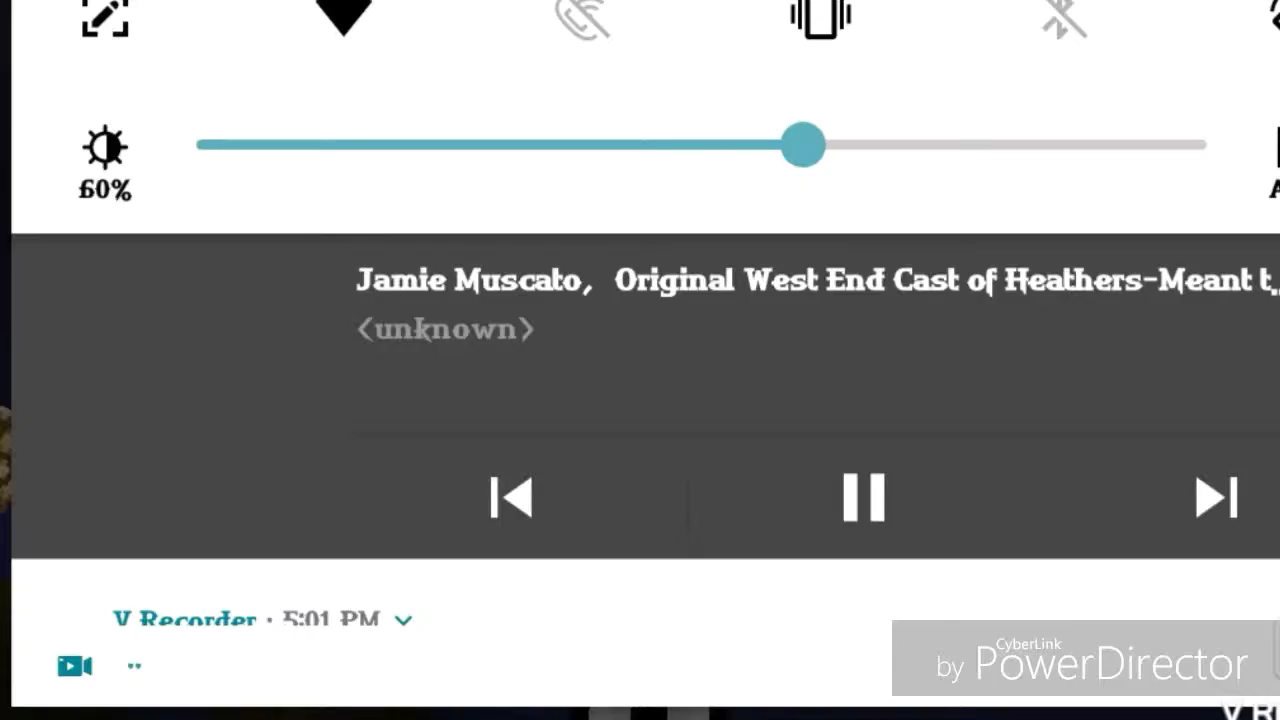 60%
Jamie Muscato, Original West End Cast of Heathers-Meant t..
<unknown>
V Recorder · 5:01 PM
CyberLink
by PowerDirector